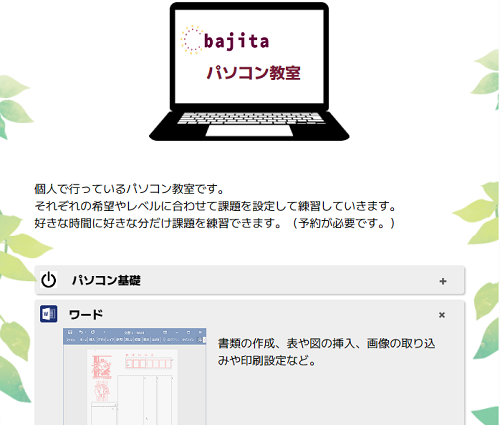 bajita
パソコン教室
個人で行っているパソコン教室です。
それぞれの希望やレベルに合わせて課題を設定して練習していきます。
好きな時間に好きな分だけ課題を練習できます。（予約が必要です。）
パソコン基礎 +
ワード ×
書類の作成、表や図の挿入、画像の取り込
みや印刷設定など。